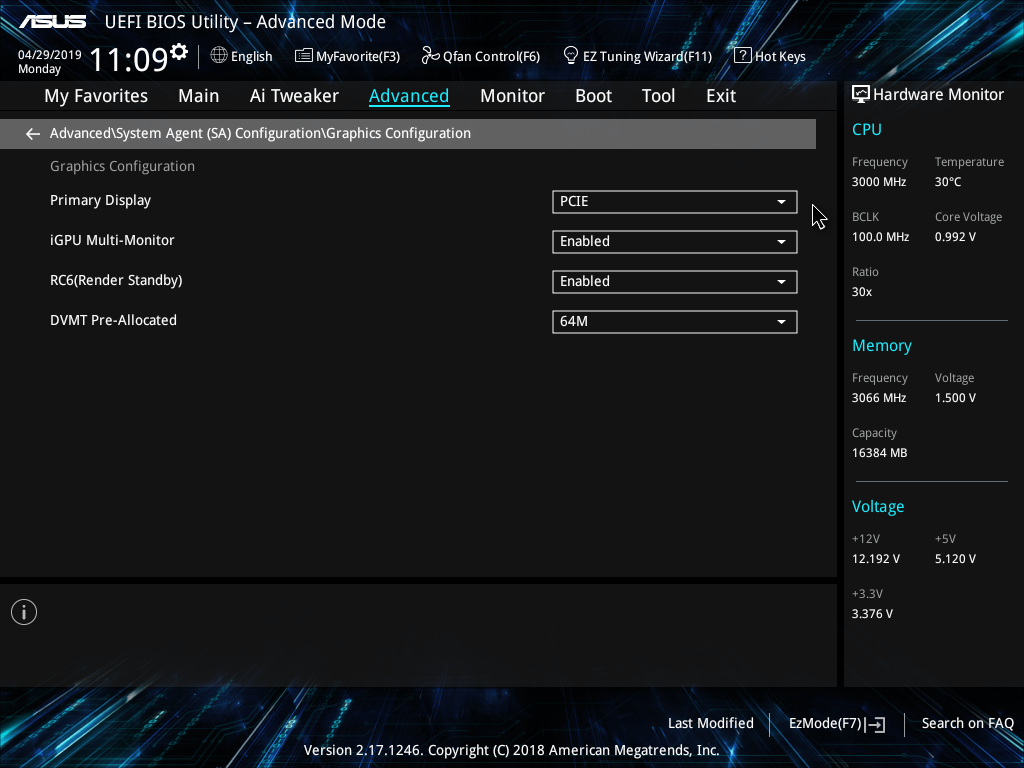 ASUS UEFI BIOS Utility – Advanced Mode
04/29/2019
Monday
11:09
English MyFavorite(F3) Qfan Control(F6) EZ Tuning Wizard(F11) ? Hot Keys
My Favorites Main Ai Tweaker Advanced Monitor Boot Tool Exit
Advanced\System Agent (SA) Configuration\Graphics Configuration
Graphics Configuration
Primary Display PCIE
iGPU Multi-Monitor Enabled
RC6(Render Standby) Enabled
DVMT Pre-Allocated 64M
Hardware Monitor
CPU
Frequency Temperature
3000 MHz 30°C
BCLK Core Voltage
100.0 MHz 0.992 V
Ratio
30x
Memory
Frequency Voltage
3066 MHz 1.500 V
Capacity
16384 MB
Voltage
+12V +5V
12.192 V 5.120 V
+3.3V
3.376 V
Last Modified EzMode(F7) Search on FAQ
Version 2.17.1246. Copyright (C) 2018 American Megatrends, Inc.